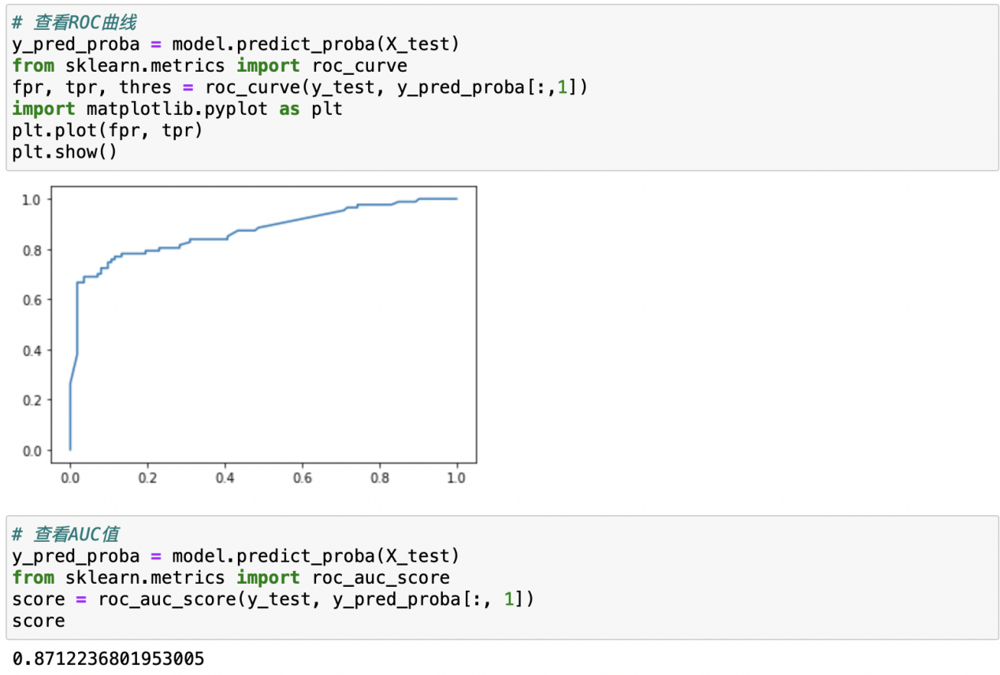 # 查看ROC曲线
y_pred_proba = model.predict_proba(X_test)
from sklearn.metrics import roc_curve
fpr, tpr, thres = roc_curve(y_test, y_pred_proba[:,1])
import matplotlib.pyplot as plt
plt.plot(fpr, tpr)
plt.show()
1.0
0.8
0.6
0.4
0.2
0.0
0.0 0.2 0.4 0.6 0.8 1.0
# 查看AUC值
y_pred_proba = model.predict_proba(X_test)
from sklearn.metrics import roc_auc_score
score = roc_auc_score(y_test, y_pred_proba[:, 1])
score
0.8712236801953005